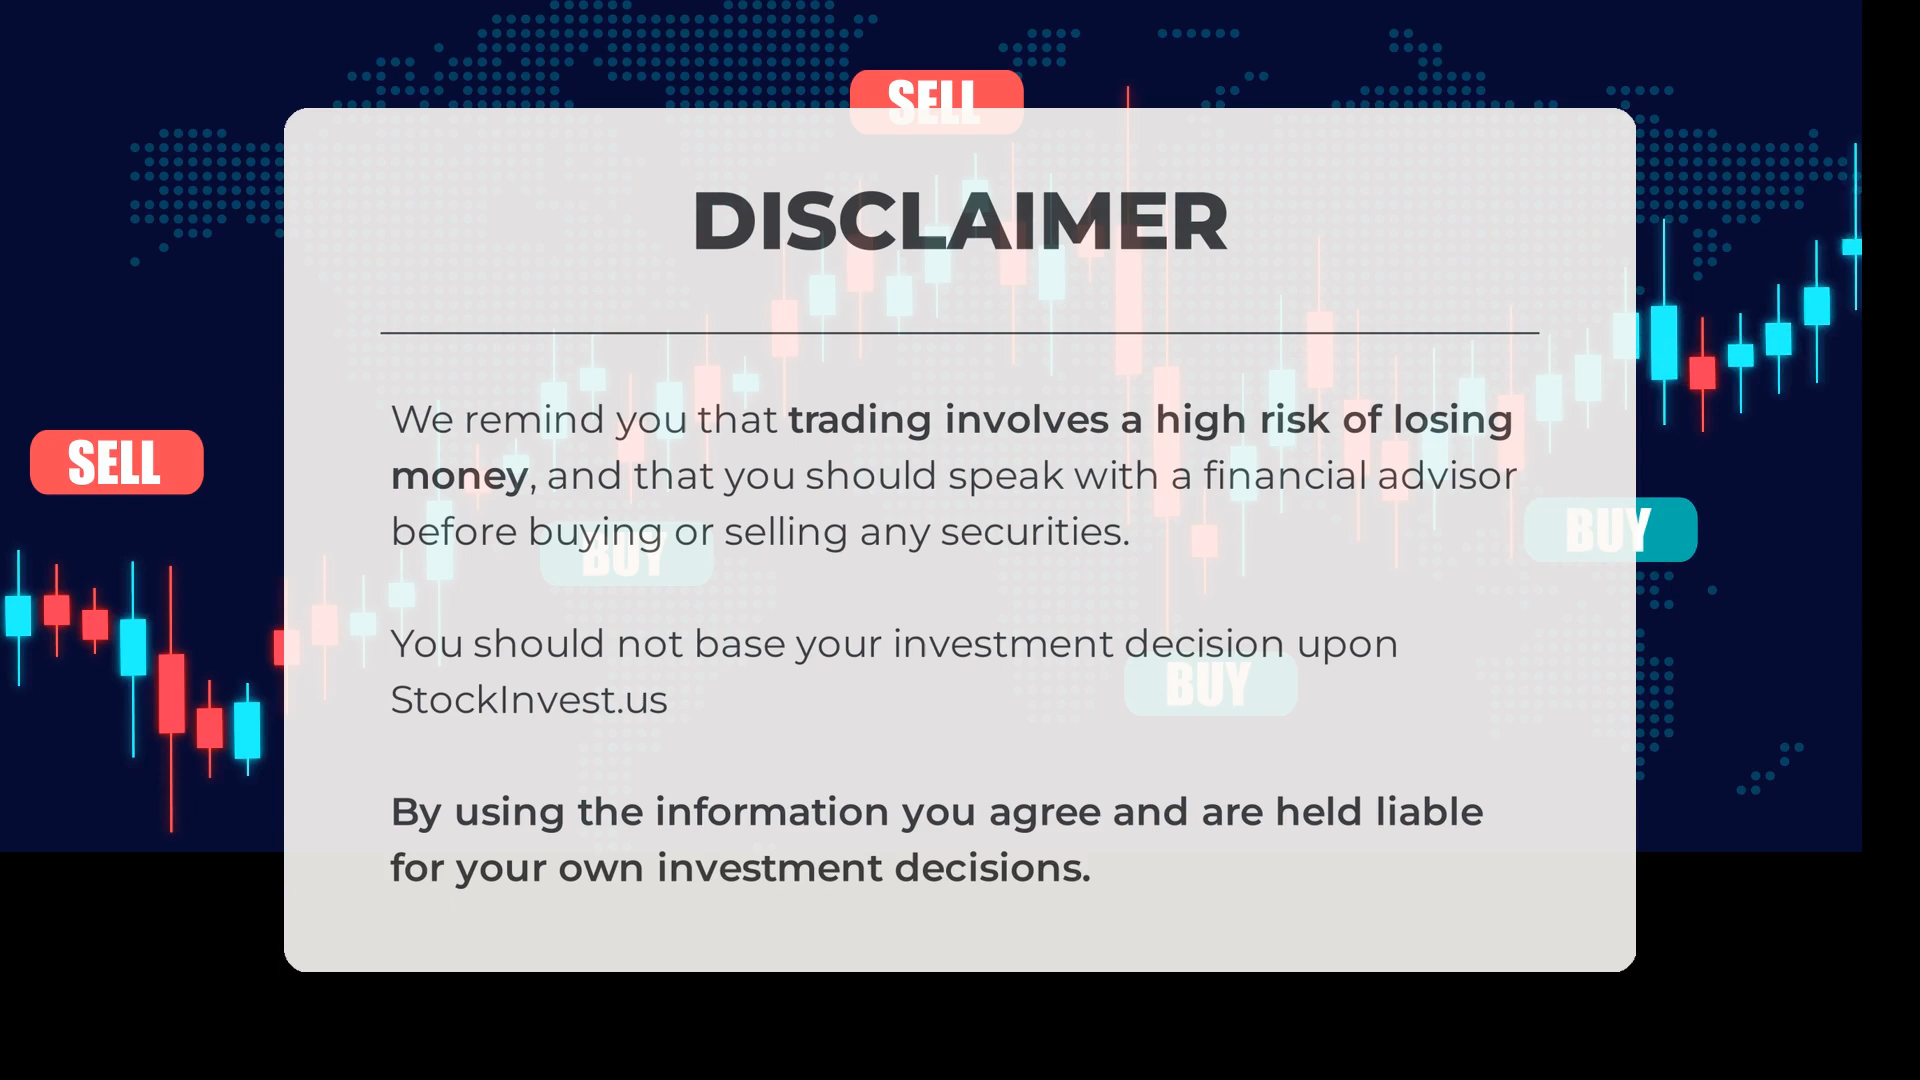 SELL
DISCLAIMER
We remind you that trading involves a high risk of losing
money, and that you should speak with a financial advisor
before buying or selling any securities.
SELL
BUY
BUY
You should not base your investment decision upon
StockInvest.us
BUY
By using the information you agree and are held liable
for your own investment decisions.